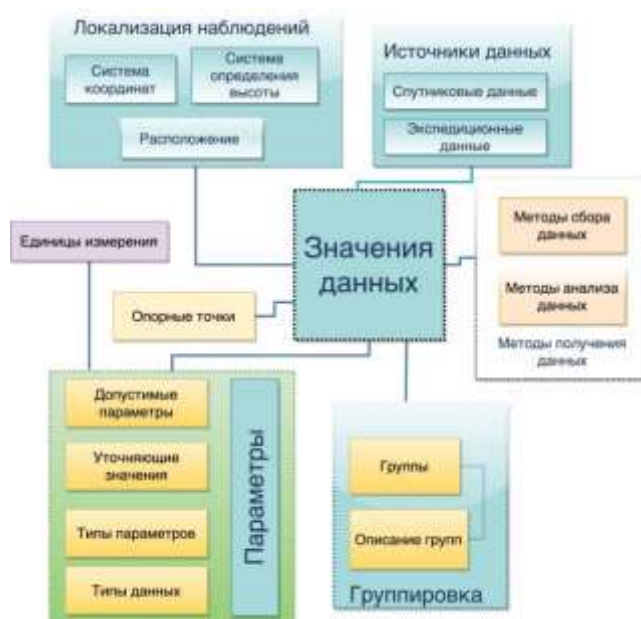 Локализация наблюдений
Система
координат
Система
определения
высоты
Расположение
Источники данных
Спутниковые данные
Экспедиционные
данные
Единицы измерения
Значения
данных
Методы сбора
данных
Методы анализа
данных
Методы получения
данных
Опорные точки
Допустимые
параметры
Уточняющие
значения
Типы параметров
Типы данных
Параметры
Группы
Описание групп
Группировка